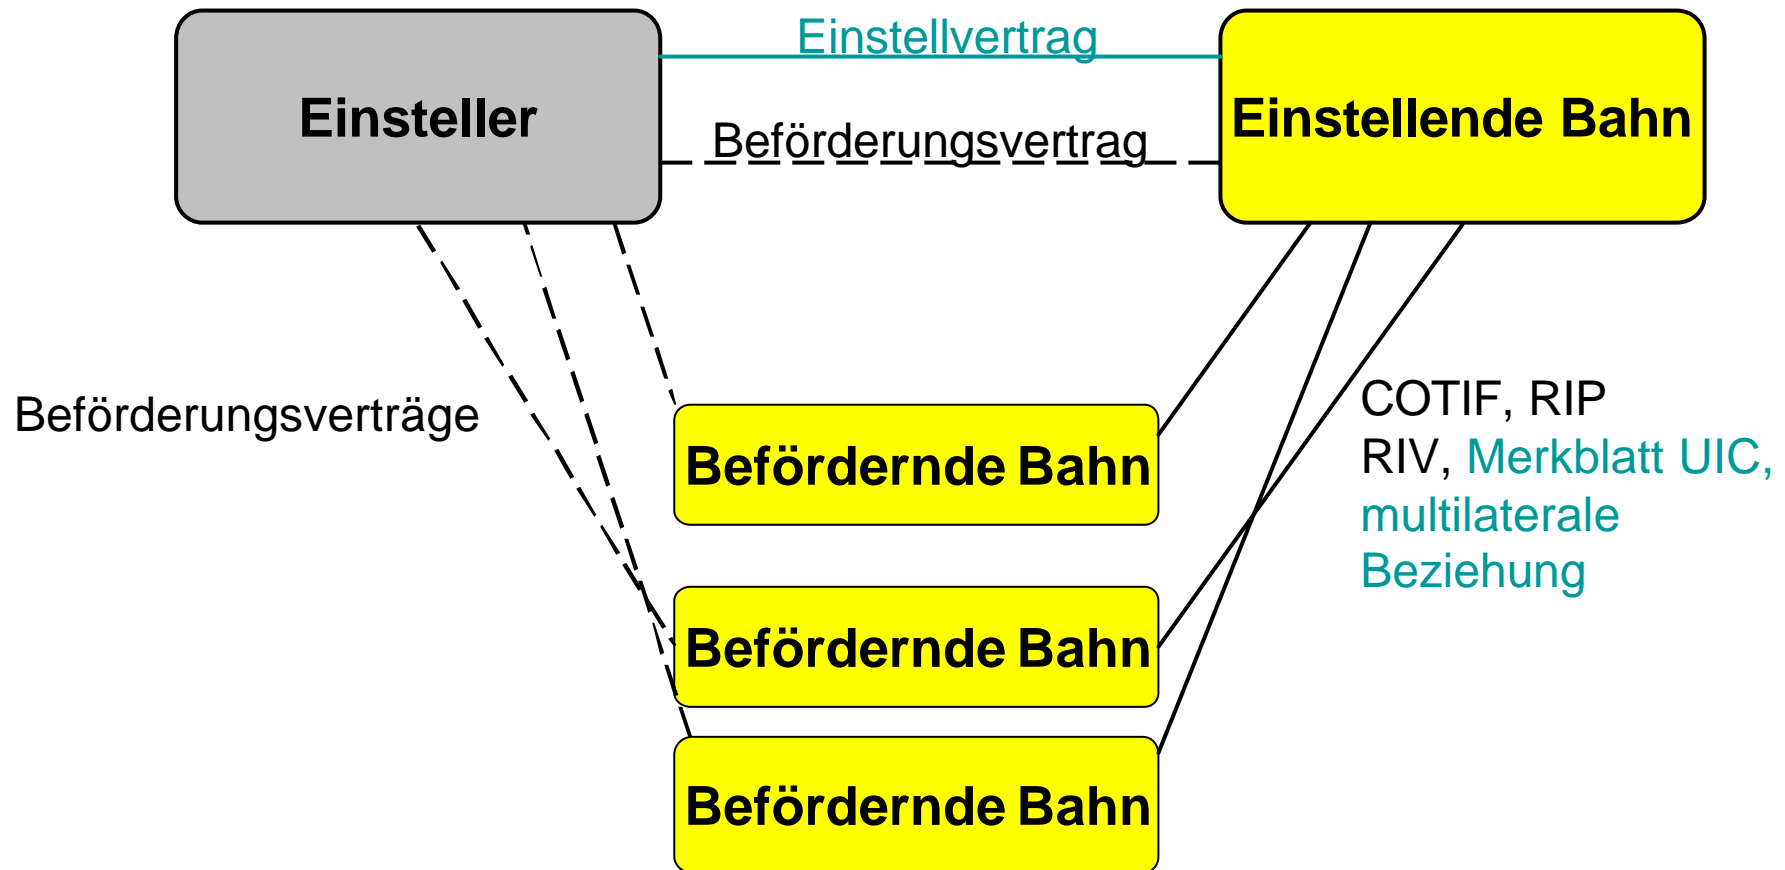 Einstellvertrag
Einsteller
Einstellende Bahn
Beförderungsvertrag
Beförderungsverträge
COTIF, RIP
RIV, Merkblatt UIC,
multilaterale
Beziehung
Befördernde Bahn
Befördernde Bahn
Befördernde Bahn